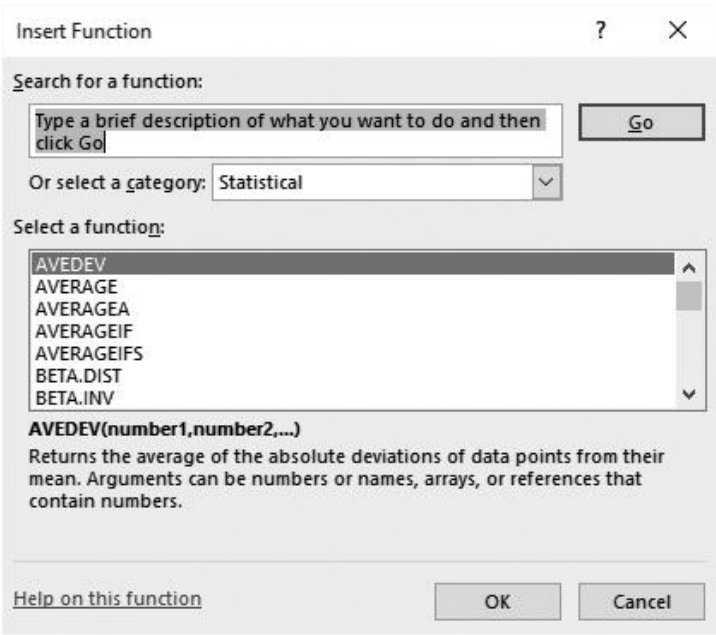 Insert Function
?
Search for a function:
Type a brief description of what you want to do and then
click Go
Go
Or select a category: Statistical
Select a function:
AVEDEV
AVERAGE
AVERAGEA
AVERAGEIF
AVERAGEIFS
BETA.DIST
BETA.INV
AVEDEV(number1,number2,...)
Returns the average of the absolute deviations of data points from their
mean. Arguments can be numbers or names, arrays, or references that
contain numbers.
Help on this function
OK
Cancel